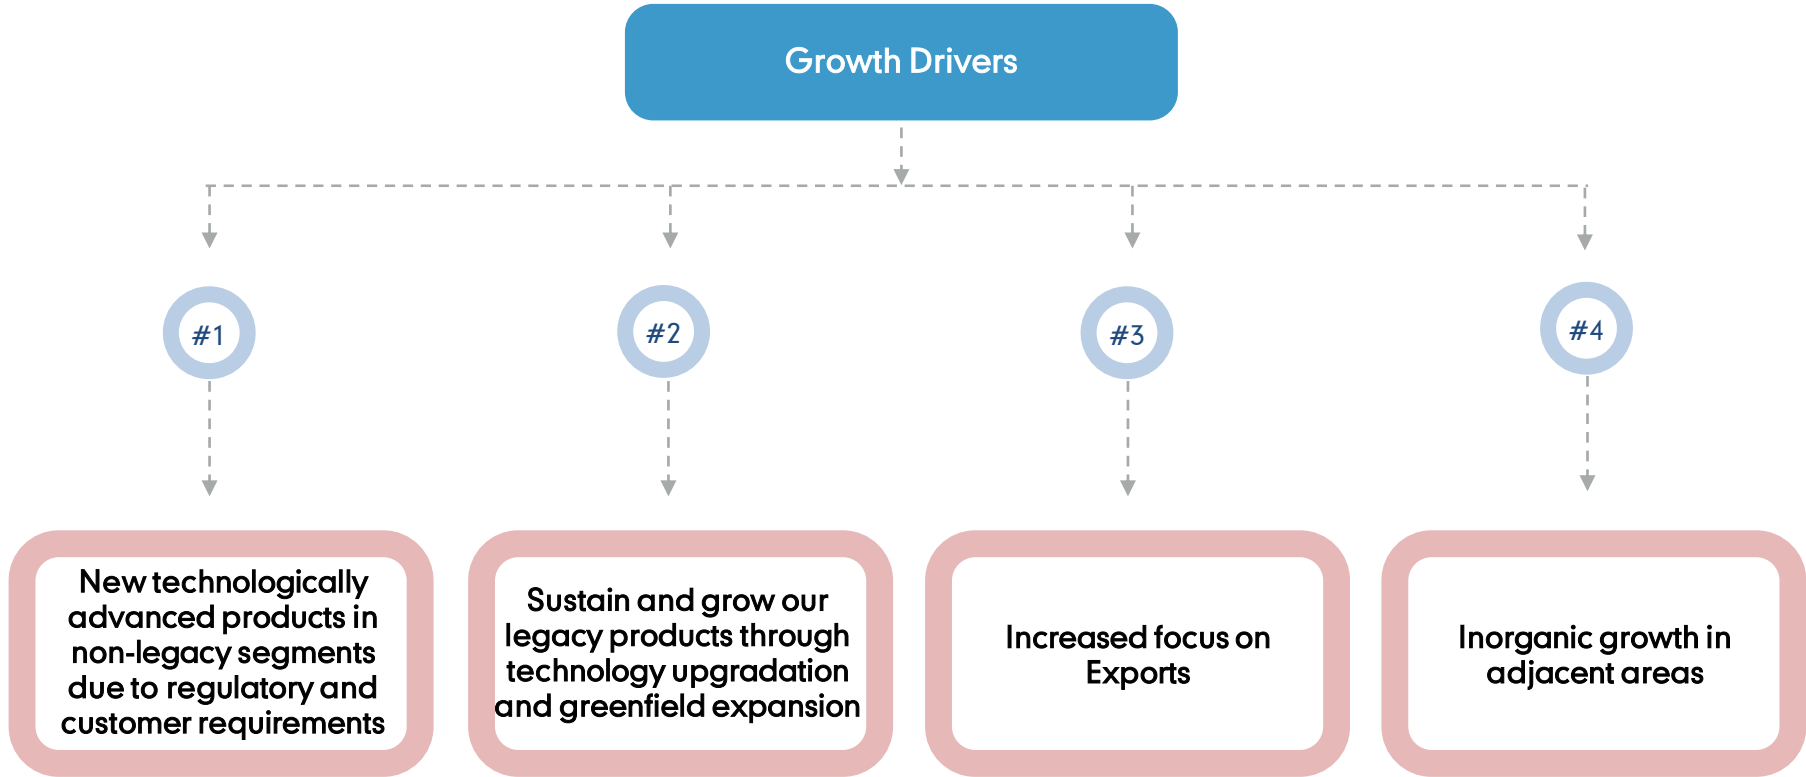 Growth Drivers
#1
#2
#3
#4
New technologically
advanced products in
non-legacy segments
due to regulatory and
customer requirements
Sustain and grow our
legacy products through
technology upgradation
and greenfield expansion
Increased focus on
Exports
Inorganic growth in
adjacent areas